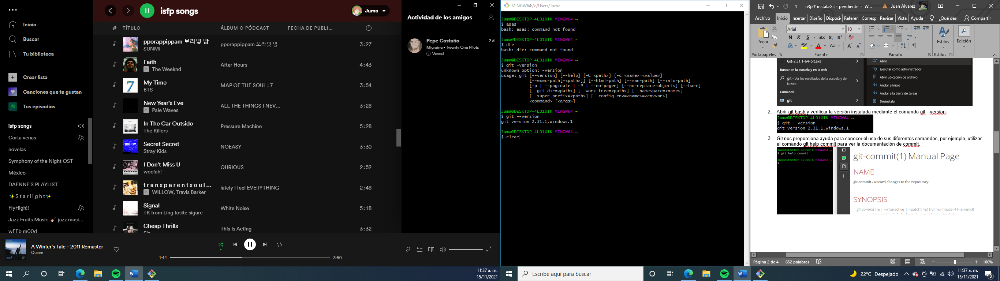 Inicio
Buscar
Tu biblioteca
Crear lista
Canciones que te gustan
Tus episodios
isfp songs
Corta venas
novelas
Symphony of the Night OST
México
DAFNNE'S PLAYLIST
✨S t a r l i g h t✨
FlyHigh!!
Jazz Fruits Music 🎸 jazz musi...
wEEb m00d
isfp songs
Juma
# TÍTULO ÁLBUM O PÓDCAST FECHA DE PUBLI...
pporappippam 보라빛 밤 pporappippam 보라빛 밤 3:27
SUNMI
Faith After Hours 4:43
E The Weeknd
My Time MAP OF THE SOUL : 7 3:54
BTS
New Year's Eve ALL THE THINGS I NEV... 3:28
E Pale Waves
In The Car Outside Pressure Machine 5:28
The Killers
Secret Secret NOEASY 3:30
Stray Kids
I Don't Miss U QURIOUS 2:52
woo!ah!
t r a n s p a r e n t s o u l ... lately I feel EVERYTHING 2:48
E WILLOW, Travis Barker
Signal White Noise 5:18
TK from Ling tosite sigure
Cheap Thrills This Is Acting 3:32
Sia
Actividad de los amigos
Pepe Castaño 2 d
Migraine • Twenty One Pilots
Vessel
A Winter's Tale - 2011 Remaster
Queen
1:44 3:50
11:37 a. m.
15/11/2021
MINGW64:/c/Users/Juma
Juma@DESKTOP-4LO1UIK MINGW64 ~
$ asas
bash: asas: command not found
Juma@DESKTOP-4LO1UIK MINGW64 ~
$ dfe
bash: dfe: command not found
Juma@DESKTOP-4LO1UIK MINGW64 ~
$ git -version
unknown option: -version
usage: git [--version] [--help] [-C <path>] [-c <name>=<value>]
[--exec-path[=<path>]] [--html-path] [--man-path] [--info-path]
[-p | --paginate | -P | --no-pager] [--no-replace-objects] [--bare]
[--git-dir=<path>] [--work-tree=<path>] [--namespace=<name>]
[--super-prefix=<path>] [--config-env=<name>=<envvar>]
<command> [<args>]
Juma@DESKTOP-4LO1UIK MINGW64 ~
$ git --version
git version 2.31.1.windows.1
Juma@DESKTOP-4LO1UIK MINGW64 ~
$ clear
u3p01instalaGit - pendiente - W... Juan Alvarez
Archivo Inicio Insertar Diseño Disposic Referen Corresp Revisar Vista Ayuda ¿Qué des Compartir
Arial 10
Pegar N K S abc x₂ x² Estilos Edición
A ab A Aa A A
Portapapeles Fuente Párrafo Estilos
Git-2.31.1-64-bit.exe
Buscar en la escuela y en la web
git - Ver los resultados de la escuela y de
la web
Comando
git
Abrir
Ejecutar como administrador
Abrir ubicación de archivo
Anclar a Inicio
Anclar a la barra de tareas
Desinstalar
2. Abrir git bash y verificar la versión instalada mediante el comando git --version.
Juma@DESKTOP-4LO1UIK MINGW64 ~
$ git --version
git version 2.31.1.windows.1
3. Git nos proporciona ayuda para conocer el uso de sus diferentes comandos, por ejemplo, utilizar
el comando git help commit para ver la documentación de commit.
Juma@DESKTOP-4LO1UIK MINGW64 ~
$ git help commit
Juma@DESKTOP-4LO1UIK MINGW64 ~
$
git-commit(1) Manual Page
NAME
git-commit - Record changes to the repository
SYNOPSIS
git commit [-a | --interactive | --patch] [-s] [-v] [-u<mode>] [--amend]
Página 2 de 4 652 palabras 100%
Escribe aquí para buscar
22°C Despejado
11:37 a. m.
15/11/2021
3